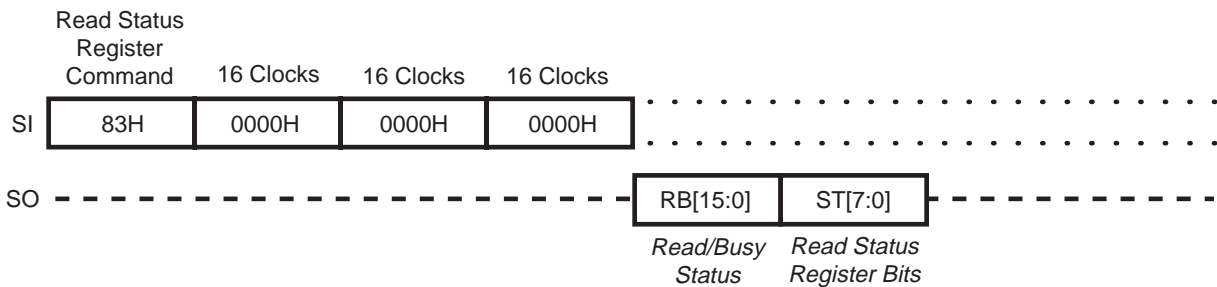 Read Status
Register
Command 16 Clocks 16 Clocks 16 Clocks
SI 83H 0000H 0000H 0000H
SO RB[15:0] ST[7:0]
Read/Busy Read Status
Status Register Bits